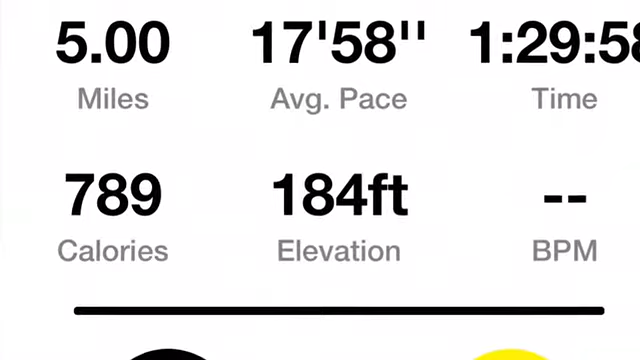 5.00 17'58'' 1:29:58
Miles Avg. Pace Time
789 184ft --
Calories Elevation BPM